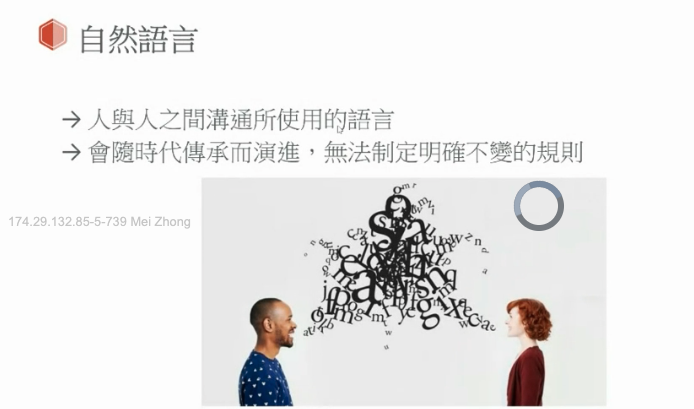 自然語言
→ 人與人之間溝通所使用的語言
→ 會隨時代傳承而演進，無法制定明確不變的規則
174.29.132.85-5-739 Mei Zhong